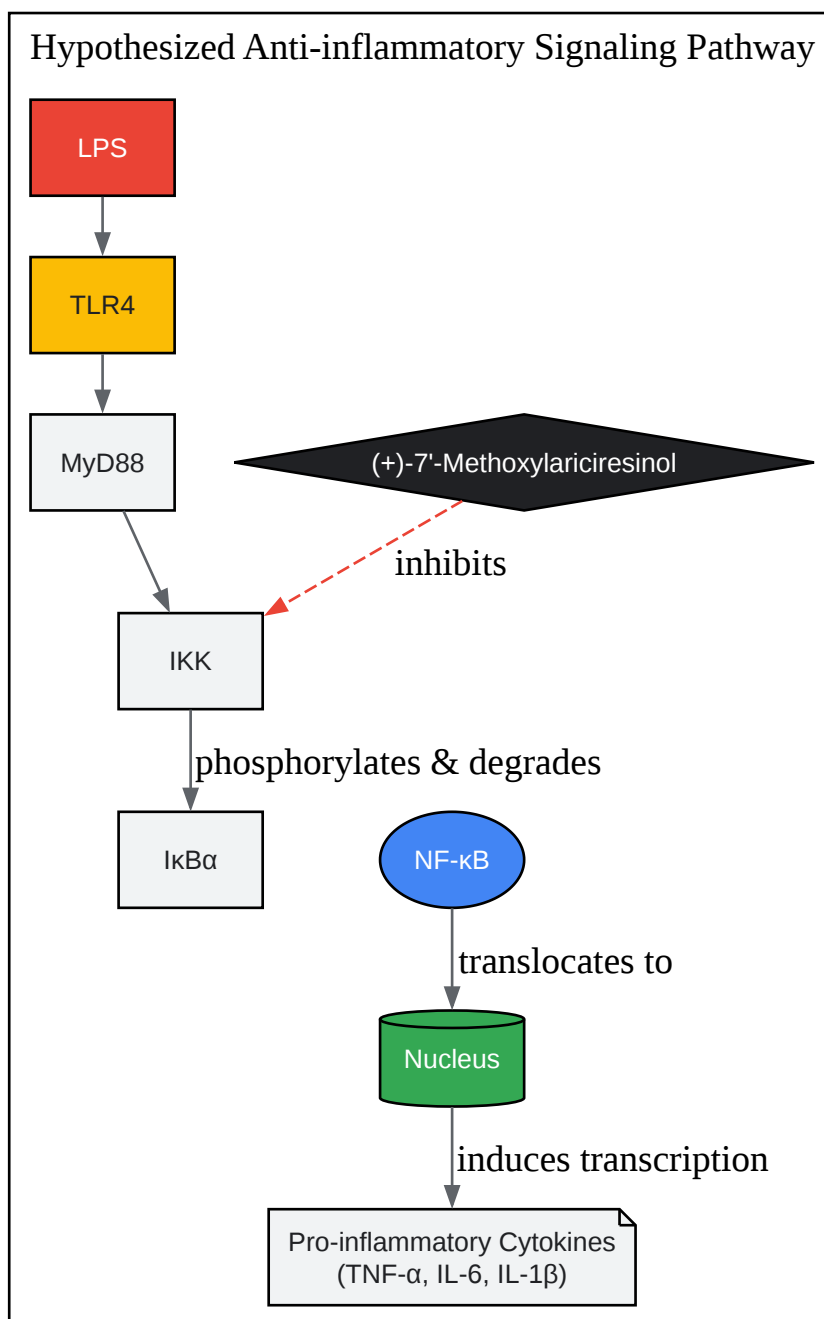 Hypothesized Anti-inflammatory Signaling Pathway
LPS
TLR4
MyD88
(+)-7'-Methoxylariciresinol
inhibits
IKK
phosphorylates & degrades
IκBα
NF-κB
translocates to
Nucleus
induces transcription
Pro-inflammatory Cytokines
(TNF-α, IL-6, IL-1β)